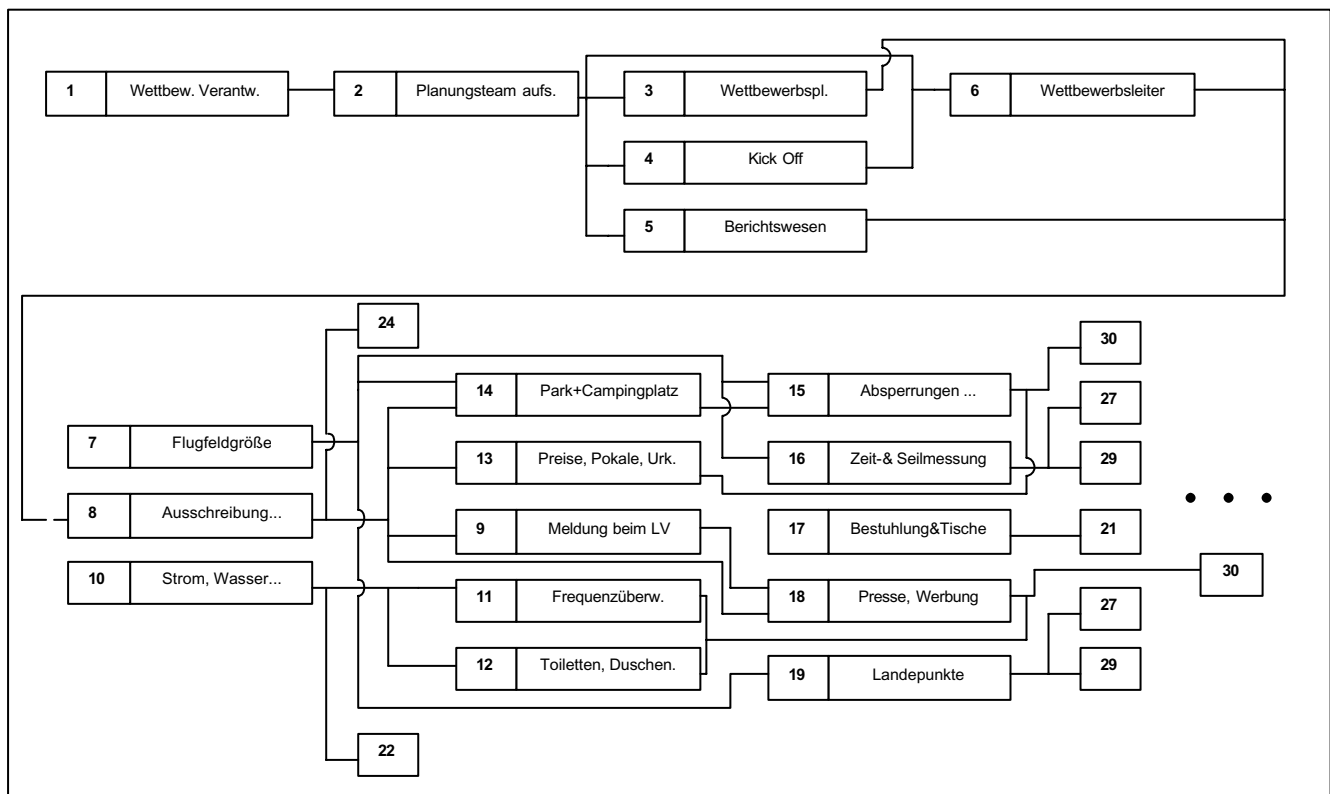 1 Wettbew. Verantw.
2 Planungsteam aufs.
3 Wettbewerbspl.
6 Wettbewerbsleiter
4 Kick Off
5 Berichtswesen
24
30
14 Park+Campingplatz
15 Absperrungen ...
27
7 Flugfeldgröße
13 Preise, Pokale, Urk.
16 Zeit-& Seilmessung
29
8 Ausschreibung...
9 Meldung beim LV
17 Bestuhlung&Tische
21
• • •
10 Strom, Wasser...
11 Frequenzüberw.
18 Presse, Werbung
30
27
12 Toiletten, Duschen.
19 Landepunkte
29
22